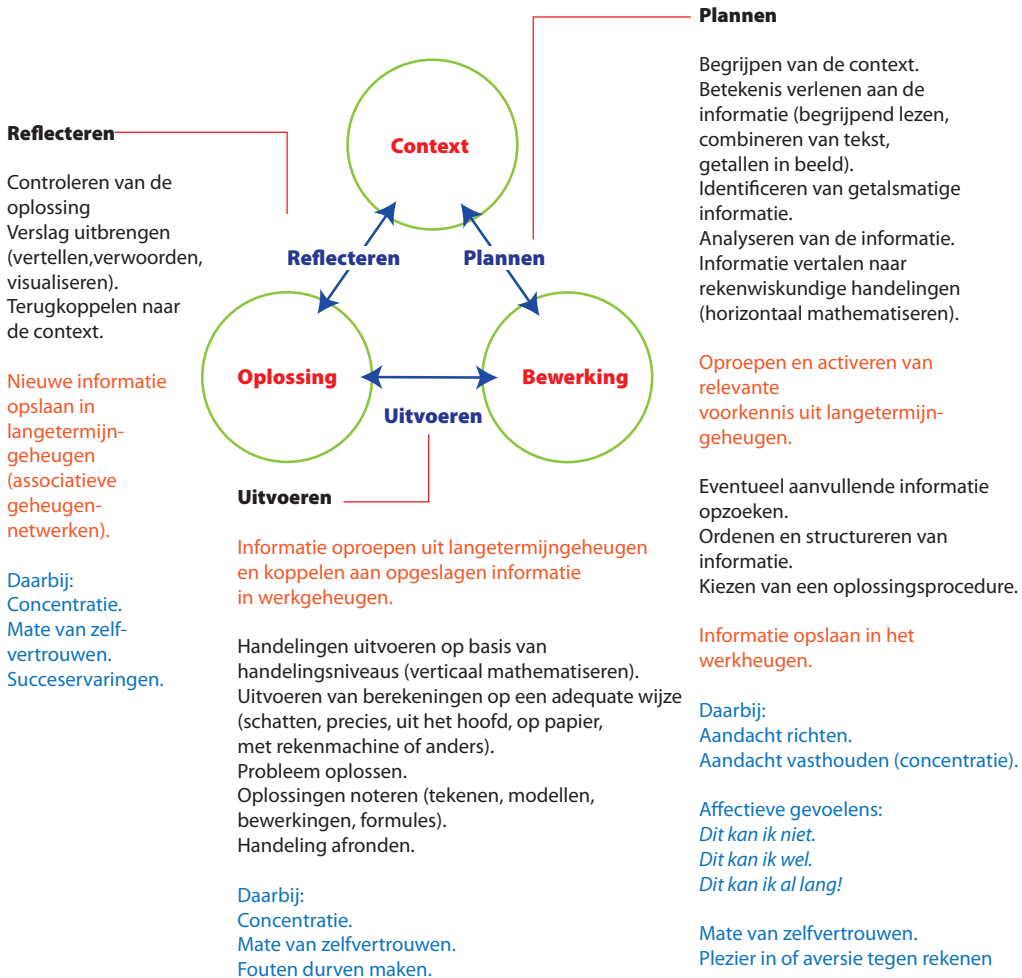 Context
Reflecteren
Plannen
Oplossing
Bewerking
Uitvoeren
Reflecteren
Controleren van de
oplossing
Verslag uitbrengen
(vertellen,verwoorden,
visualiseren).
Terugkoppelen naar
de context.
Nieuwe informatie
opslaan in
langetermijn-
geheugen
(associatieve
geheugen-
netwerken).
Daarbij:
Concentratie.
Mate van zelf-
vertrouwen.
Succeservaringen.
Uitvoeren
Informatie oproepen uit langetermijngeheugen
en koppelen aan opgeslagen informatie
in werkgeheugen.
Handelingen uitvoeren op basis van
handelingsniveaus (verticaal mathematiseren).
Uitvoeren van berekeningen op een adequate wijze
(schatten, precies, uit het hoofd, op papier,
met rekenmachine of anders).
Probleem oplossen.
Oplossingen noteren (tekenen, modellen,
bewerkingen, formules).
Handeling afronden.
Daarbij:
Concentratie.
Mate van zelfvertrouwen.
Fouten durven maken.
Plannen
Begrijpen van de context.
Betekenis verlenen aan de
informatie (begrijpend lezen,
combineren van tekst,
getallen in beeld).
Identificeren van getalsmatige
informatie.
Analyseren van de informatie.
Informatie vertalen naar
rekenwiskundige handelingen
(horizontaal mathematiseren).
Oproepen en activeren van
relevante
voorkennis uit langetermijn-
geheugen.
Eventueel aanvullende informatie
opzoeken.
Ordenen en structureren van
informatie.
Kiezen van een oplossingsprocedure.
Informatie opslaan in het
werkheugen.
Daarbij:
Aandacht richten.
Aandacht vasthouden (concentratie).
Affectieve gevoelens:
Dit kan ik niet.
Dit kan ik wel.
Dit kan ik al lang!
Mate van zelfvertrouwen.
Plezier in of aversie tegen rekenen